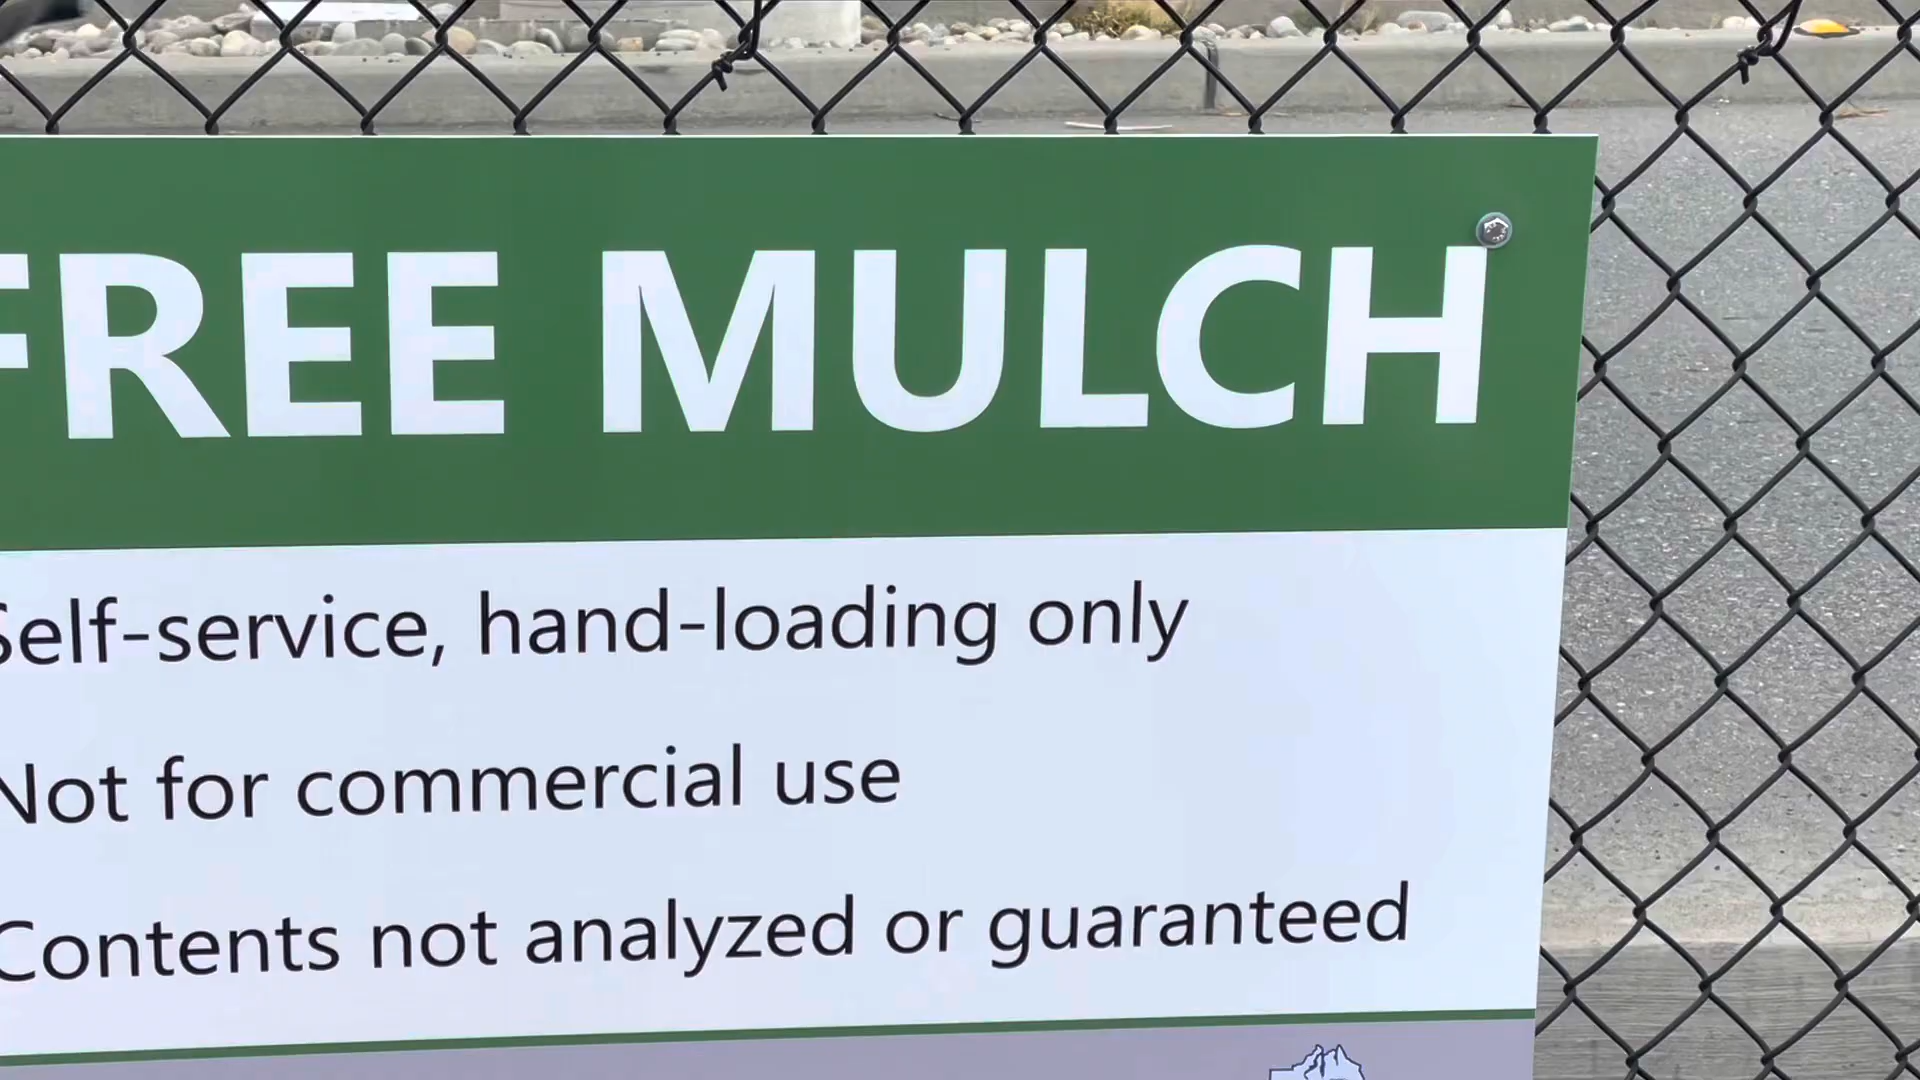 FREE MULCH
Self-service, hand-loading only
Not for commercial use
Contents not analyzed or guaranteed